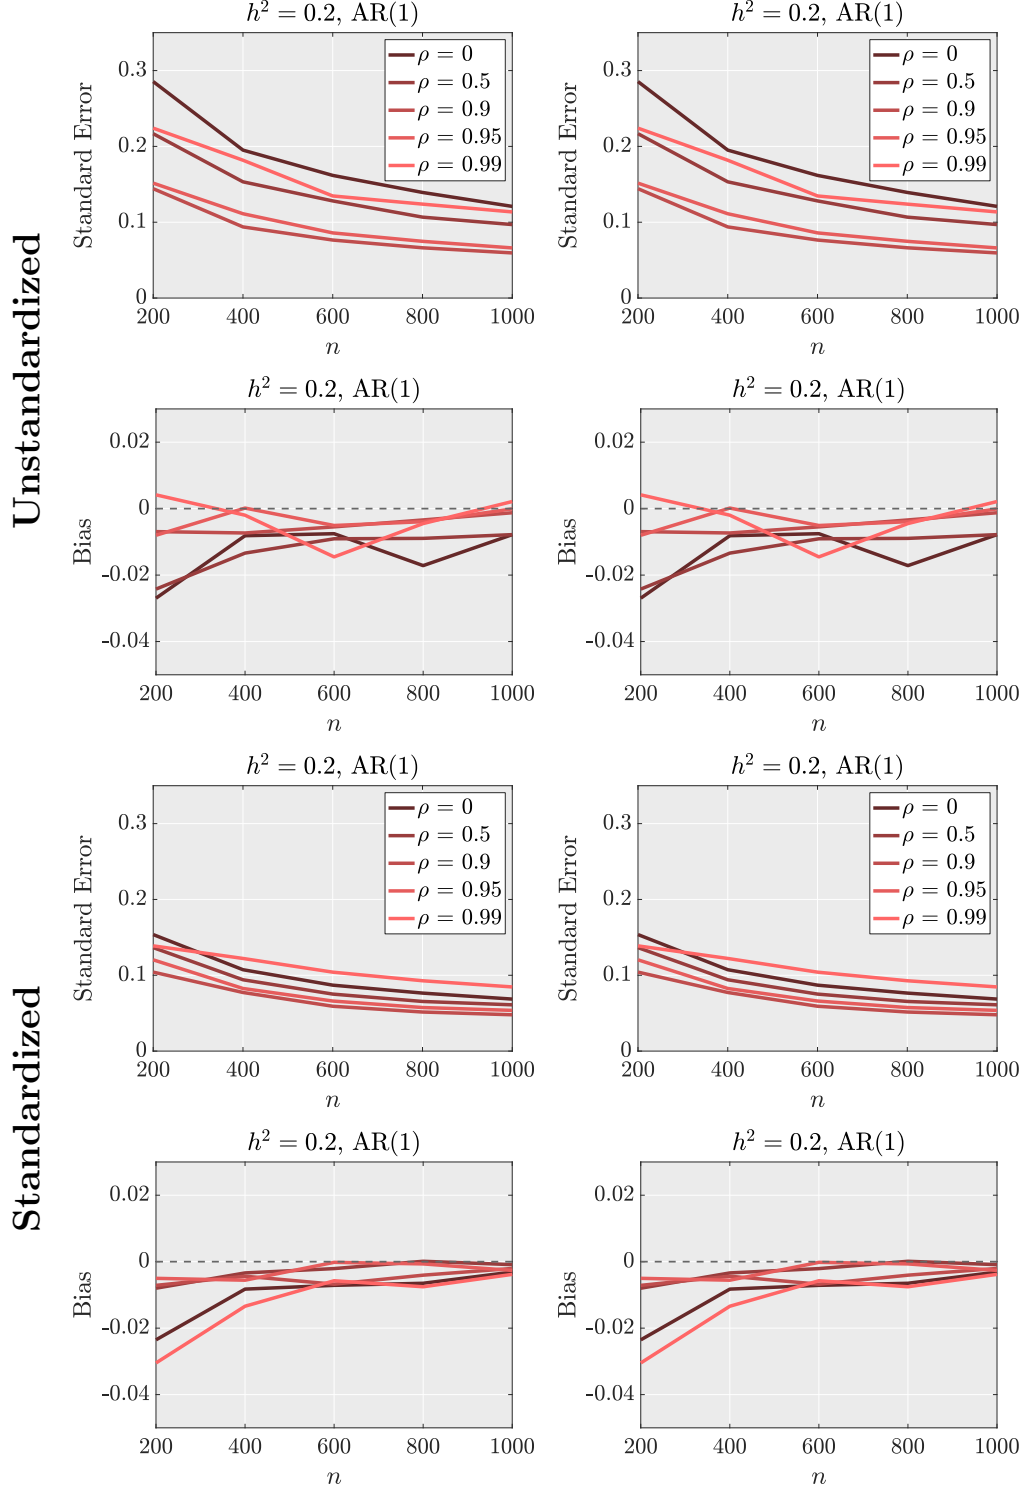 Unstandardized
h² = 0.2, AR(1)
Standard Error
0.3
0.2
0.1
0
200 400 600 800 1000
n
ρ = 0
ρ = 0.5
ρ = 0.9
ρ = 0.95
ρ = 0.99
h² = 0.2, AR(1)
Standard Error
0.3
0.2
0.1
0
200 400 600 800 1000
n
ρ = 0
ρ = 0.5
ρ = 0.9
ρ = 0.95
ρ = 0.99
h² = 0.2, AR(1)
Bias
0.02
0
-0.02
-0.04
200 400 600 800 1000
n
h² = 0.2, AR(1)
Bias
0.02
0
-0.02
-0.04
200 400 600 800 1000
n
Standardized
h² = 0.2, AR(1)
Standard Error
0.3
0.2
0.1
0
200 400 600 800 1000
n
ρ = 0
ρ = 0.5
ρ = 0.9
ρ = 0.95
ρ = 0.99
h² = 0.2, AR(1)
Standard Error
0.3
0.2
0.1
0
200 400 600 800 1000
n
ρ = 0
ρ = 0.5
ρ = 0.9
ρ = 0.95
ρ = 0.99
h² = 0.2, AR(1)
Bias
0.02
0
-0.02
-0.04
200 400 600 800 1000
n
h² = 0.2, AR(1)
Bias
0.02
0
-0.02
-0.04
200 400 600 800 1000
n